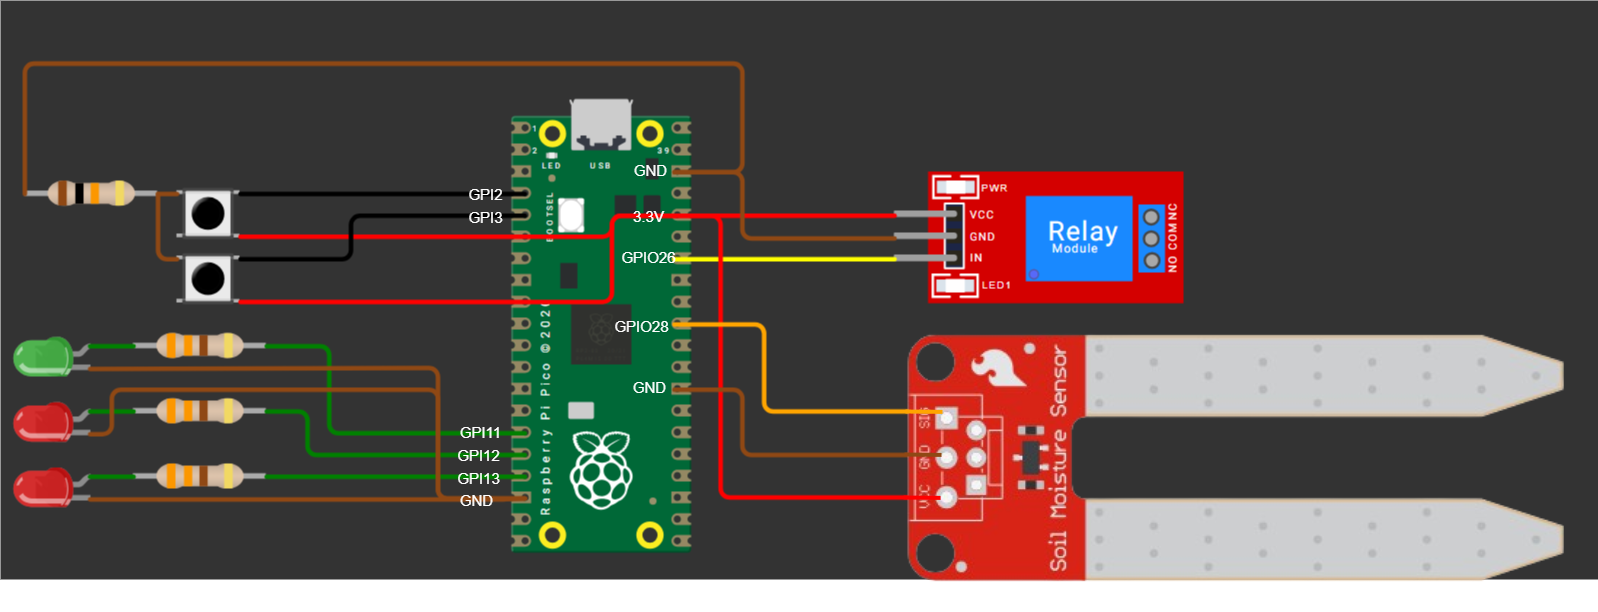 1
2
39
LED
USB
BOOTSEL
GND
GPI2
GPI3
3.3V
GPIO26
GPIO28
GND
GPI11
GPI12
GPI13
GND
Raspberry Pi Pico ©2020
PWR
VCC
GND
IN
LED1
Relay
Module
NO COM NC
SIG
GND
VCC
Soil Moisture Sensor